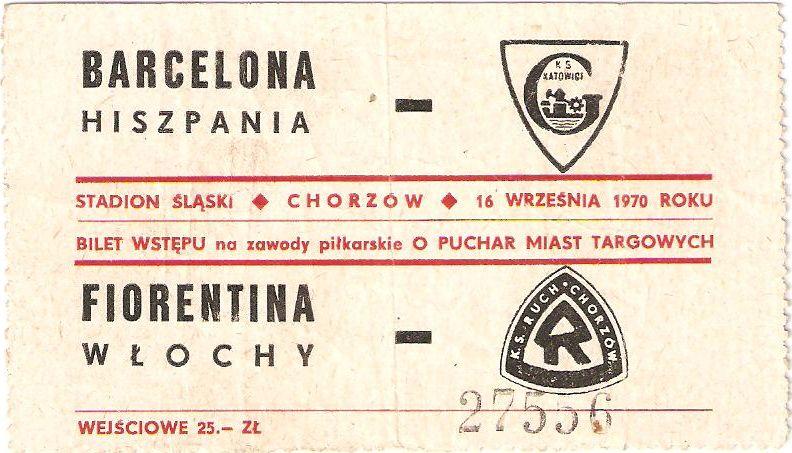 BARCELONA
HISZPANIA
–
K S
KATOWICE
G
STADION ŚLĄSKI ◆ CHORZÓW ◆ 16 WRZEŚNIA 1970 ROKU
BILET WSTĘPU na zawody piłkarskie O PUCHAR MIAST TARGOWYCH
FIORENTINA
WŁOCHY
–
K.S. RUCH · CHORZÓW
R
27556
WEJŚCIOWE 25.– ZŁ